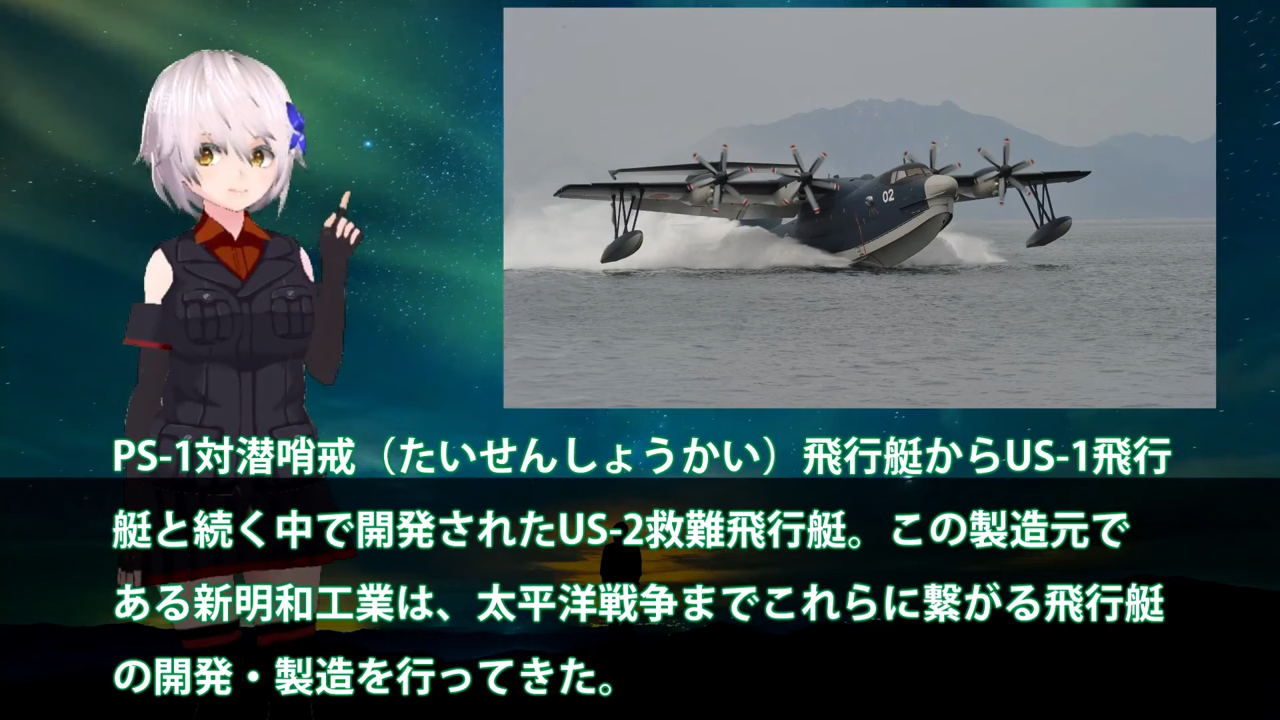 02
PS-1対潜哨戒（たいせんしょうかい）飛行艇からUS-1飛行
艇と続く中で開発されたUS-2救難飛行艇。この製造元で
ある新明和工業は、太平洋戦争までこれらに繋がる飛行艇
の開発・製造を行ってきた。